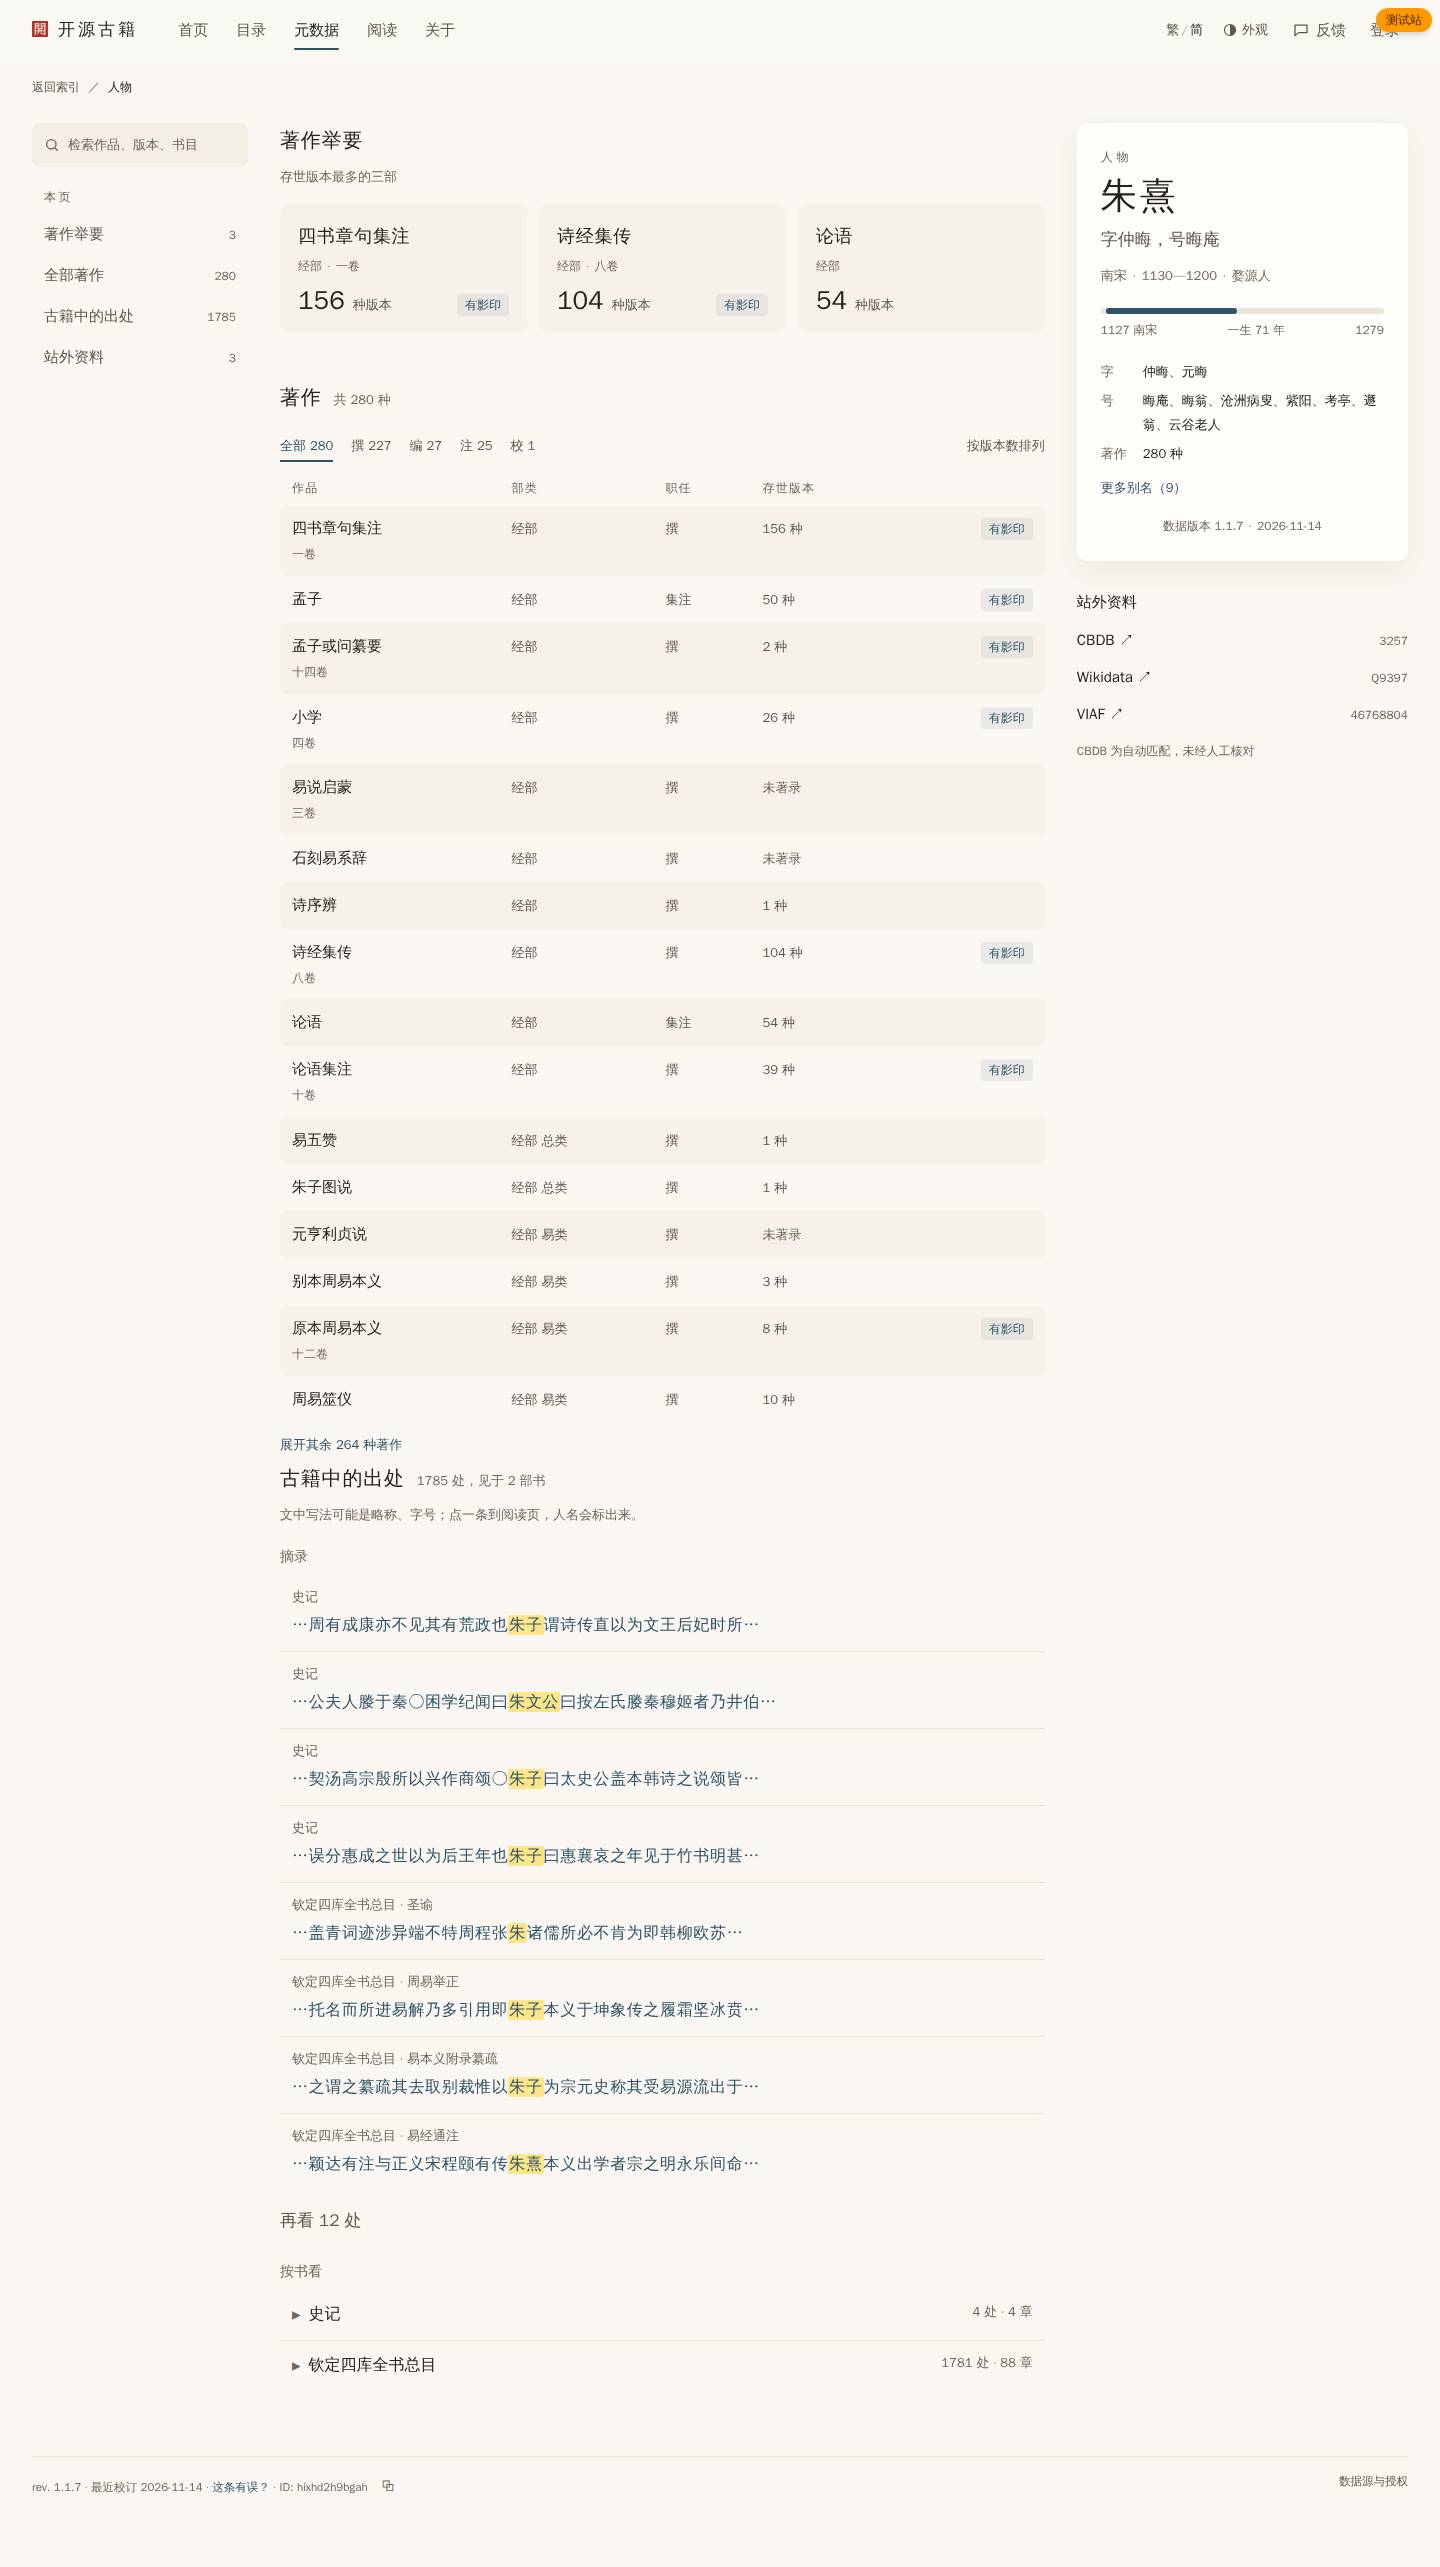 開 开源古籍 首页 目录 元数据 阅读 关于 繁/简 外观 反馈
测试站
返回索引 / 人物
检索作品、版本、书目
本页
著作举要 3
全部著作 280
古籍中的出处 1785
站外资料 3
著作举要
存世版本最多的三部
四书章句集注
经部 · 一卷
156 种版本 有影印
诗经集传
经部 · 八卷
104 种版本 有影印
论语
经部
54 种版本
著作 共 280 种
全部 280 撰 227 编 27 注 25 校 1 按版本数排列
作品 部类 职任 存世版本
四书章句集注 经部 撰 156 种 有影印
一卷
孟子 经部 集注 50 种 有影印
孟子或问纂要 经部 撰 2 种 有影印
十四卷
小学 经部 撰 26 种 有影印
四卷
易说启蒙 经部 撰 未著录
三卷
石刻易系辞 经部 撰 未著录
诗序辨 经部 撰 1 种
诗经集传 经部 撰 104 种 有影印
八卷
论语 经部 集注 54 种
论语集注 经部 撰 39 种 有影印
十卷
易五赞 经部 总类 撰 1 种
朱子图说 经部 总类 撰 1 种
元亨利贞说 经部 易类 撰 未著录
别本周易本义 经部 易类 撰 3 种
原本周易本义 经部 易类 撰 8 种 有影印
十二卷
周易筮仪 经部 易类 撰 10 种
展开其余 264 种著作
古籍中的出处 1785 处，见于 2 部书
文中写法可能是略称、字号；点一条到阅读页，人名会标出来。
摘录
史记
…周有成康亦不见其有荒政也朱子谓诗传直以为文王后妃时所…
史记
…公夫人媵于秦〇困学纪闻曰朱文公曰按左氏媵秦穆姬者乃井伯…
史记
…契汤高宗殷所以兴作商颂〇朱子曰太史公盖本韩诗之说颂皆…
史记
…误分惠成之世以为后王年也朱子曰惠襄哀之年见于竹书明甚…
钦定四库全书总目 · 圣谕
…盖青词迹涉异端不特周程张朱诸儒所必不肯为即韩柳欧苏…
钦定四库全书总目 · 周易举正
…托名而所进易解乃多引用即朱子本义于坤象传之履霜坚冰贲…
钦定四库全书总目 · 易本义附录纂疏
…之谓之纂疏其去取别裁惟以朱子为宗元史称其受易源流出于…
钦定四库全书总目 · 易经通注
…颖达有注与正义宋程颐有传朱熹本义出学者宗之明永乐间命…
再看 12 处
按书看
▶ 史记 4 处 · 4 章
▶ 钦定四库全书总目 1781 处 · 88 章
人物
朱熹
字仲晦，号晦庵
南宋 · 1130—1200 · 婺源人
1127 南宋 一生 71 年 1279
字 仲晦、元晦
号 晦庵、晦翁、沧洲病叟、紫阳、考亭、遯
翁、云谷老人
著作 280 种
更多别名（9）
数据版本 1.1.7 · 2026-11-14
站外资料
CBDB ↗ 3257
Wikidata ↗ Q9397
VIAF ↗ 46768804
CBDB 为自动匹配，未经人工核对
rev. 1.1.7 · 最近校订 2026-11-14 · 这条有误？ · ID: hixhd2h9bgah
数据源与授权